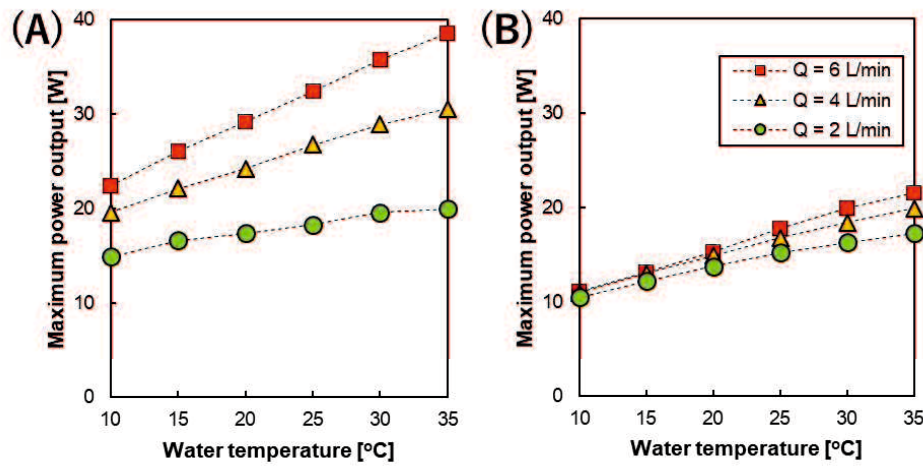 (A)
Maximum power output [W]
40
30
20
10
0
10 15 20 25 30 35
Water temperature [°C]
(B)
Maximum power output [W]
40
30
20
10
0
Q = 6 L/min
Q = 4 L/min
Q = 2 L/min
10 15 20 25 30 35
Water temperature [°C]